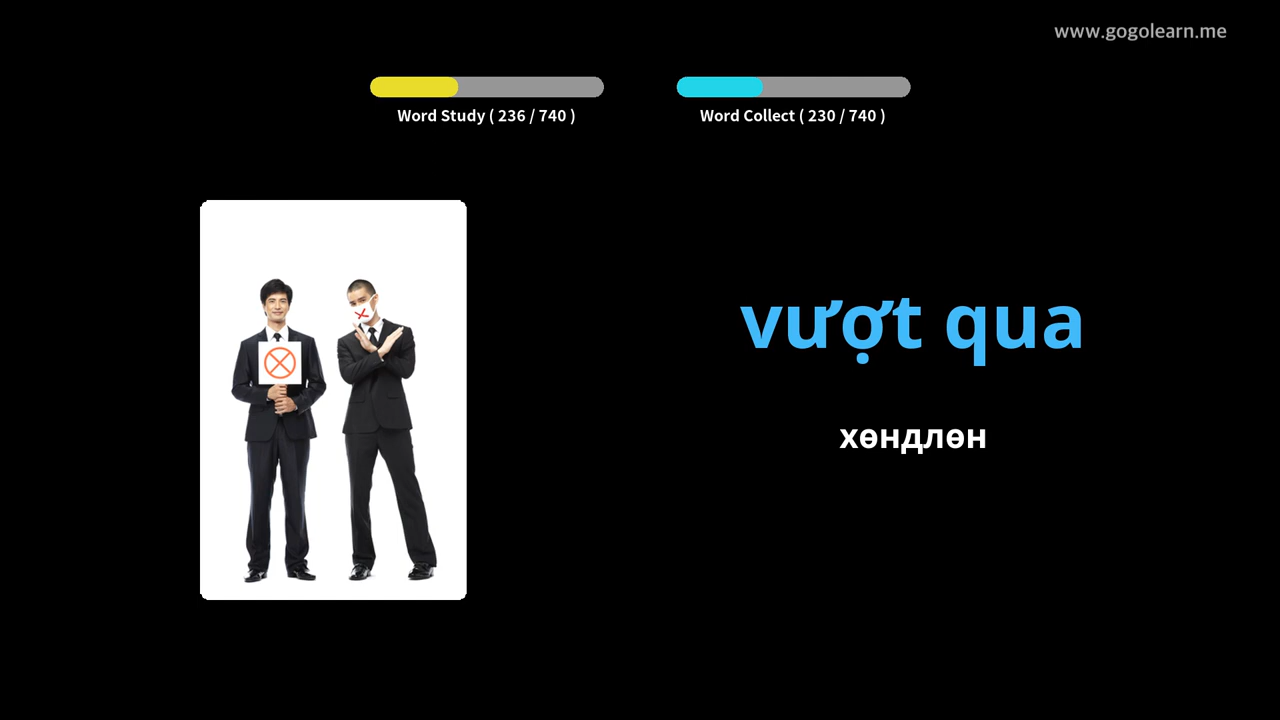 www.gogolearn.me
Word Study ( 236 / 740 )
Word Collect ( 230 / 740 )
vượt qua
хөндлөн